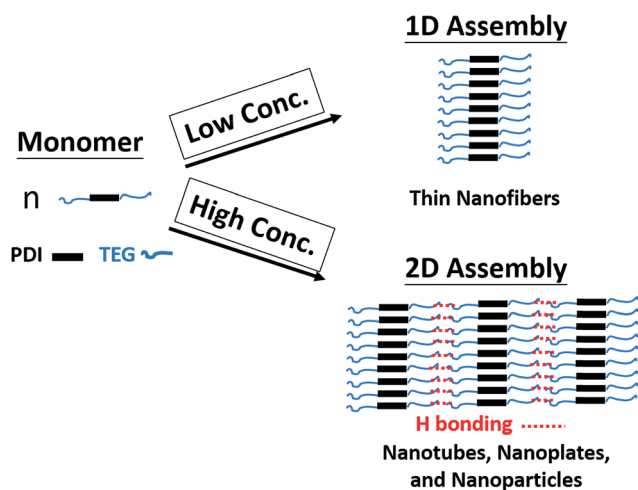 1D Assembly
Low Conc.
Monomer
n
Thin Nanofibers
High Conc.
PDI
TEG
2D Assembly
H bonding
Nanotubes, Nanoplates,
and Nanoparticles